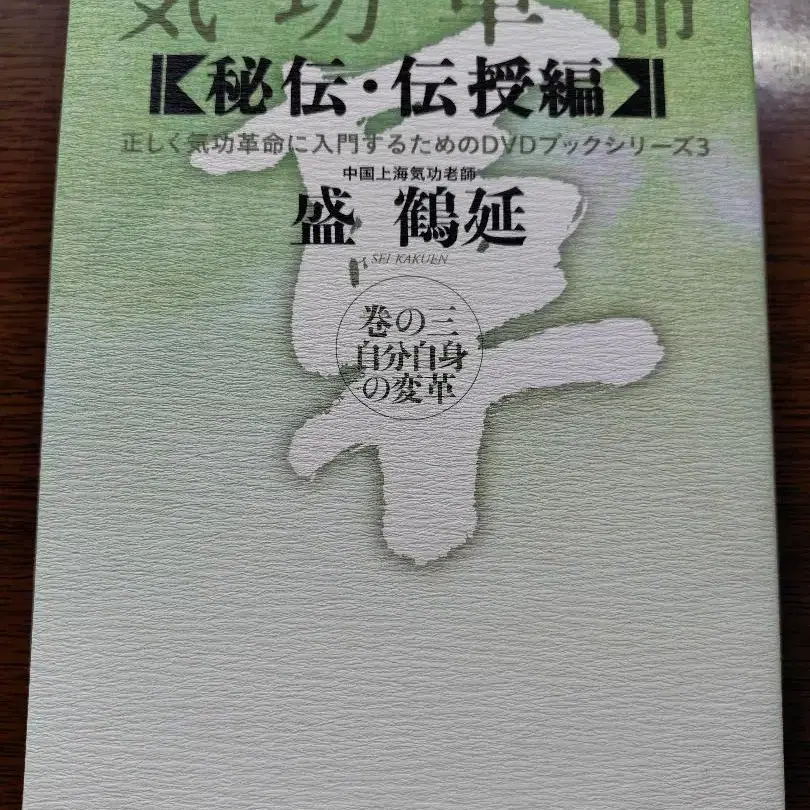 気功革命
秘伝・伝授編
正しく気功革命に入門するためのDVDブックシリーズ3
中国上海気功老師
盛 鶴延
SEI KAKUEN
巻の三
自分自身
の変革
革